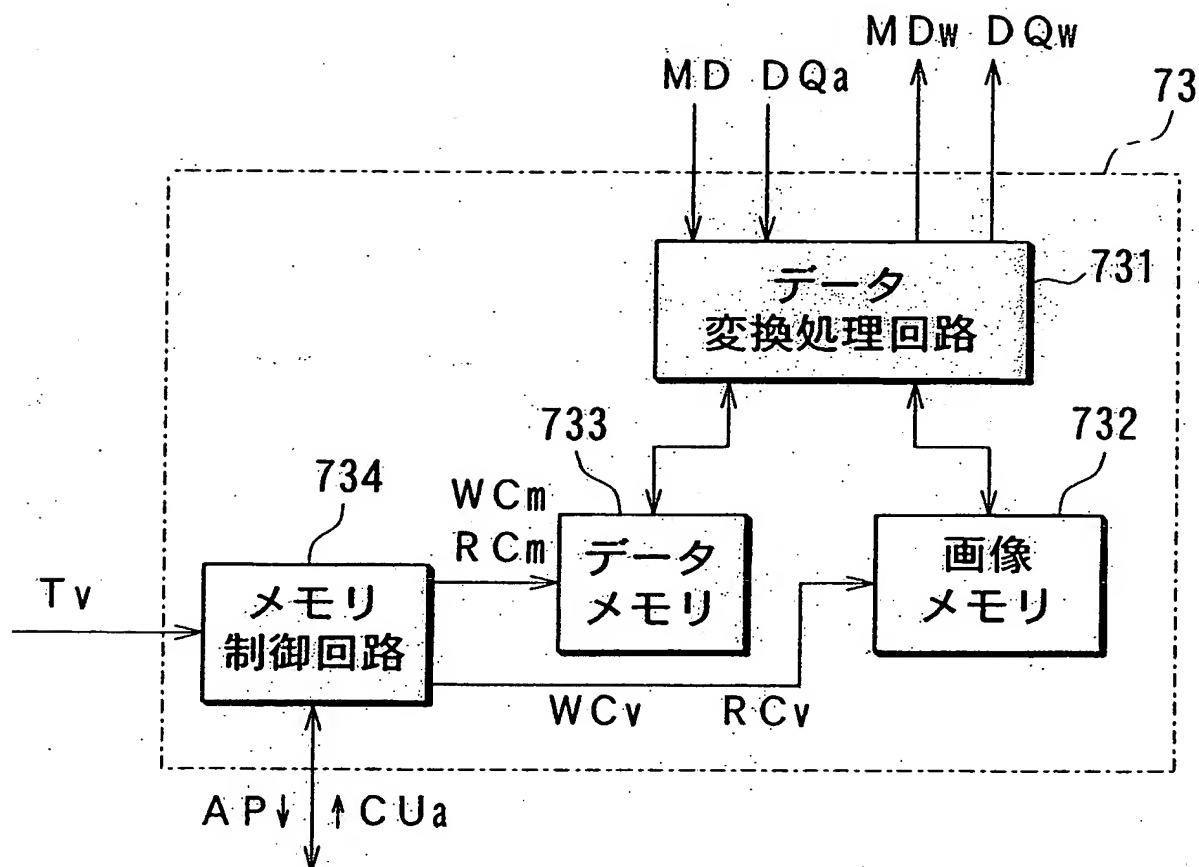 MDw DQw
MD DQa
73
データ
変換処理回路
731
733
732
734
WCm
RCm
データ
メモリ
画像
メモリ
Tv
メモリ
制御回路
WCv RCv
AP↓ ↑CUa